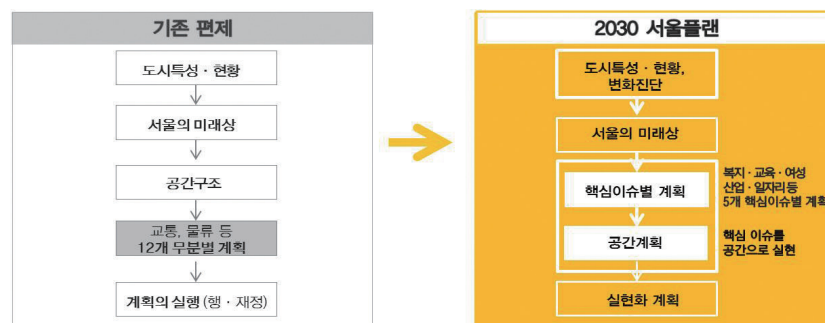 기존 편제
도시특성 · 현황
서울의 미래상
공간구조
교통, 물류 등
12개 무분별 계획
계획의 실행 (행 · 재정)
2030 서울플랜
도시특성 · 현황,
변화진단
서울의 미래상
핵심이슈별 계획
복지 · 교육 · 여성
산업 · 일자리등
5개 핵심이슈별 계획
공간계획
핵심 이슈를
공간으로 실현
실현화 계획